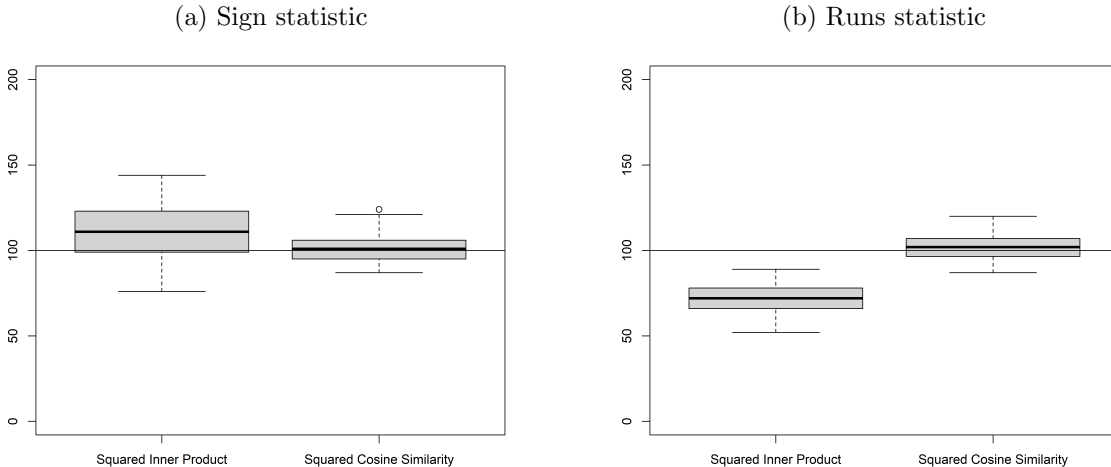 (a) Sign statistic
200
150
100
50
0
Squared Inner Product
Squared Cosine Similarity
(b) Runs statistic
200
150
100
50
0
Squared Inner Product
Squared Cosine Similarity